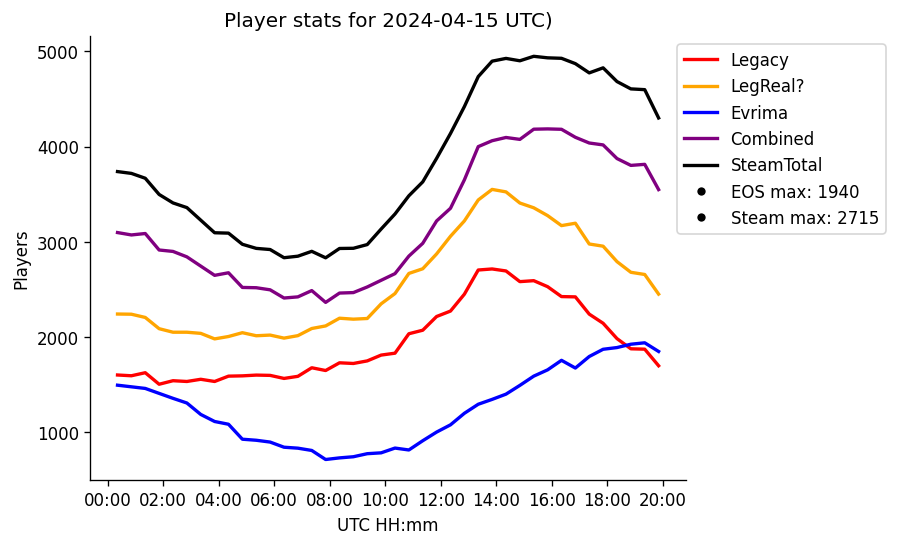 Player stats for 2024-04-15 UTC)
5000
4000
3000
2000
1000
Players
00:00 02:00 04:00 06:00 08:00 10:00 12:00 14:00 16:00 18:00 20:00
UTC HH:mm
Legacy
LegReal?
Evrima
Combined
SteamTotal
EOS max: 1940
Steam max: 2715